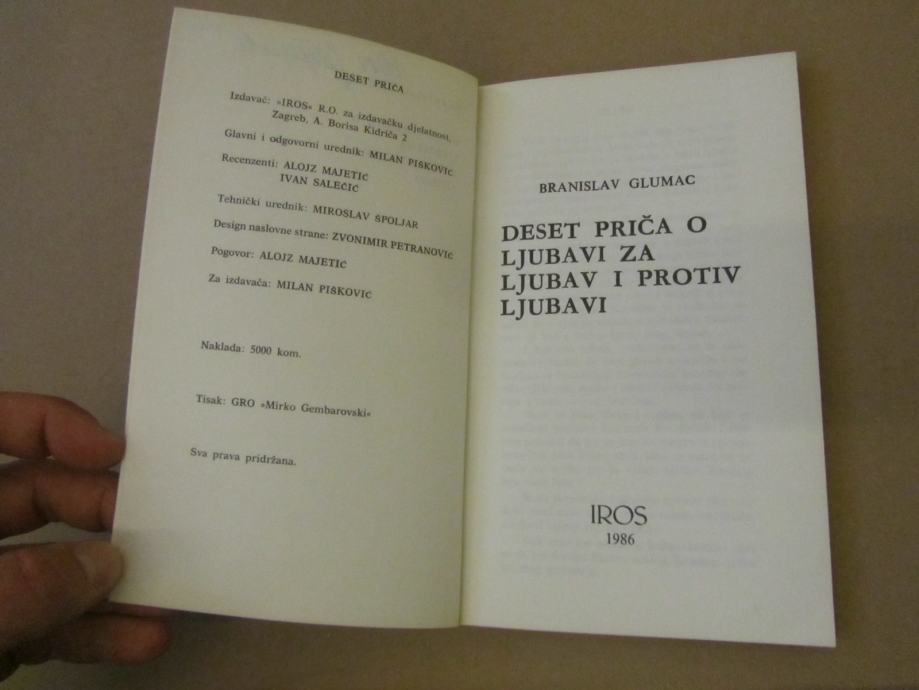 DESET PRIČA
Izdavač: »IROS« R.O. za izdavačku djelatnost,
Zagreb, A. Borisa Kidriča 2
Glavni i odgovorni urednik: MILAN PIŠKOVIĆ
Recenzenti: ALOJZ MAJETIĆ
IVAN SALEČIĆ
Tehnički urednik: MIROSLAV ŠPOLJAR
Design naslovne strane: ZVONIMIR PETRANOVIĆ
Pogovor: ALOJZ MAJETIĆ
Za izdavača: MILAN PIŠKOVIĆ
Naklada: 5000 kom.
Tisak: GRO »Mirko Gembarovski«
Sva prava pridržana.
BRANISLAV GLUMAC
DESET PRIČA O
LJUBAVI ZA
LJUBAV I PROTIV
LJUBAVI
IROS
1986